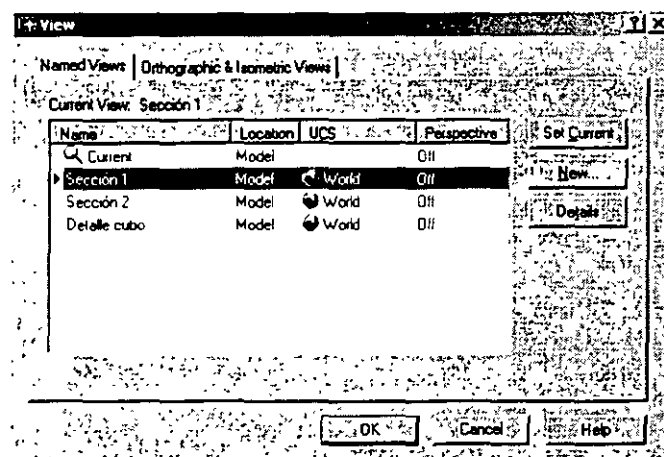 View
Named Views Orthographic & Isometric Views
Current View: Sección 1
Name Location UCS Perspective
Current Model Off
Sección 1 Model World Off
Sección 2 Model World Off
Detalle cubo Model World Off
Set Current
New...
Details
OK Cancel Help